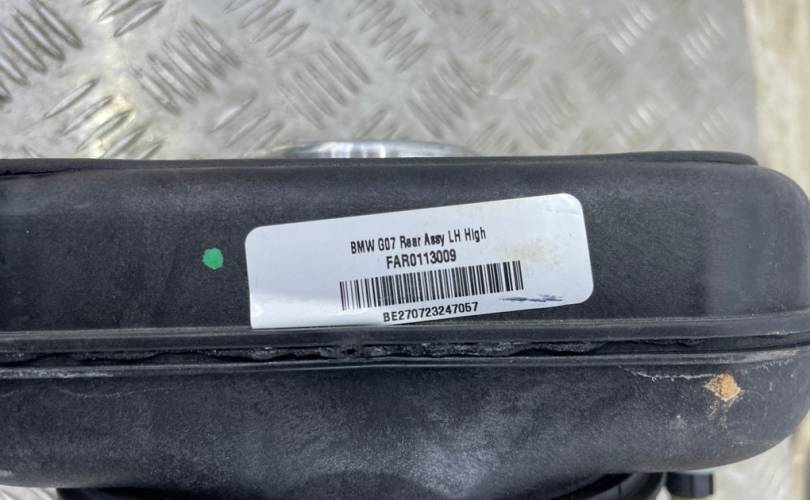 BMW G07 Rear Assy LH High
FAR0113009
BE270723247057